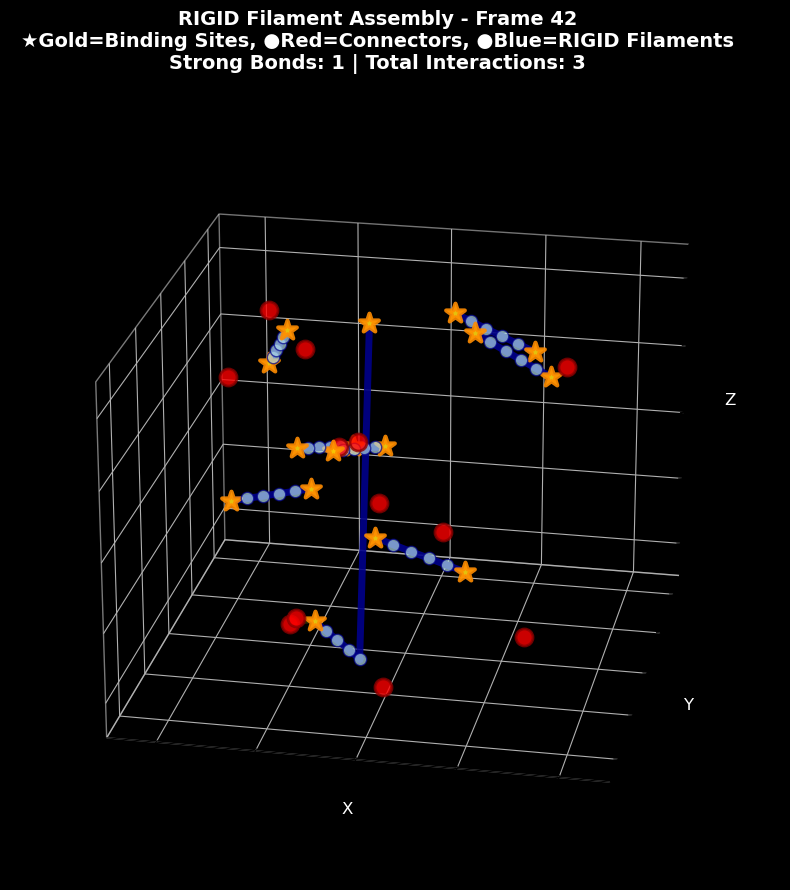 RIGID Filament Assembly - Frame 42
★Gold=Binding Sites, ●Red=Connectors, ●Blue=RIGID Filaments
Strong Bonds: 1 | Total Interactions: 3
Z
Y
X